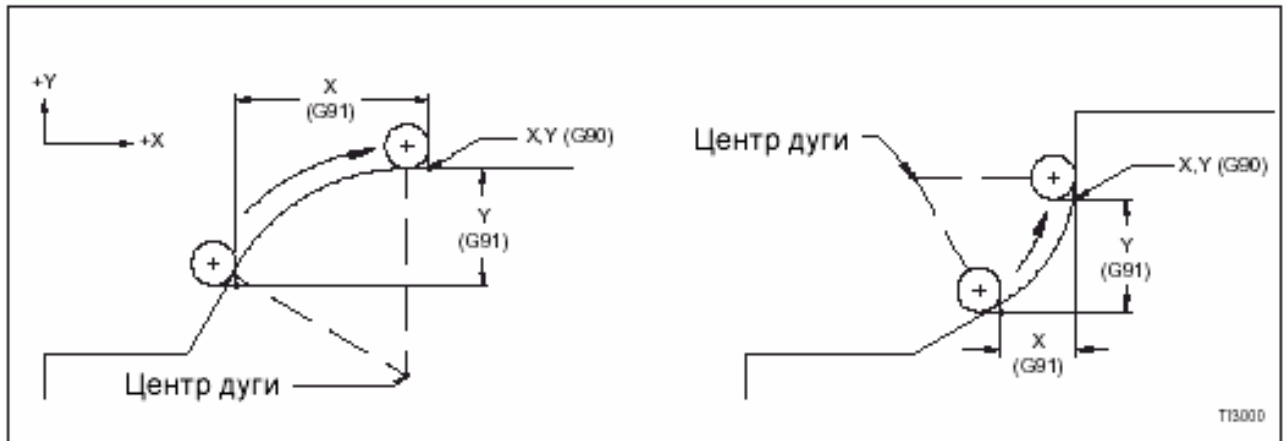 +Y
+X
X
(G91)
X,Y (G90)
Y
(G91)
Центр дуги
Центр дуги
X,Y (G90)
Y
(G91)
X
(G91)
TI3000